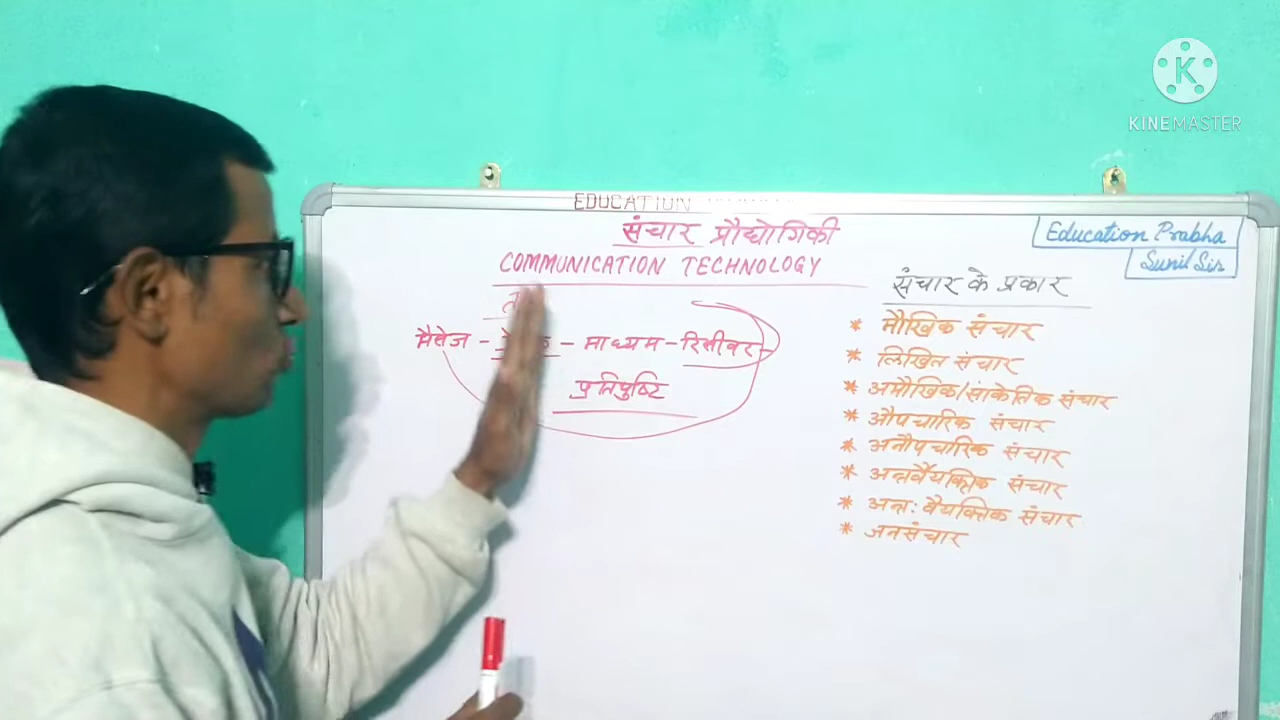 KINEMASTER
EDUCATION
संचार प्रौद्योगिकी
COMMUNICATION TECHNOLOGY
Education Prabha
Sunil Sir
मैसेज - - माध्यम - रिसीवर
प्रतिपुष्टि
संचार के प्रकार
* मौखिक संचार
* लिखित संचार
* अमौखिक/सांकेतिक संचार
* औपचारिक संचार
* अनौपचारिक संचार
* अन्तर्वैयक्तिक संचार
* अन्तः वैयक्तिक संचार
* जनसंचार